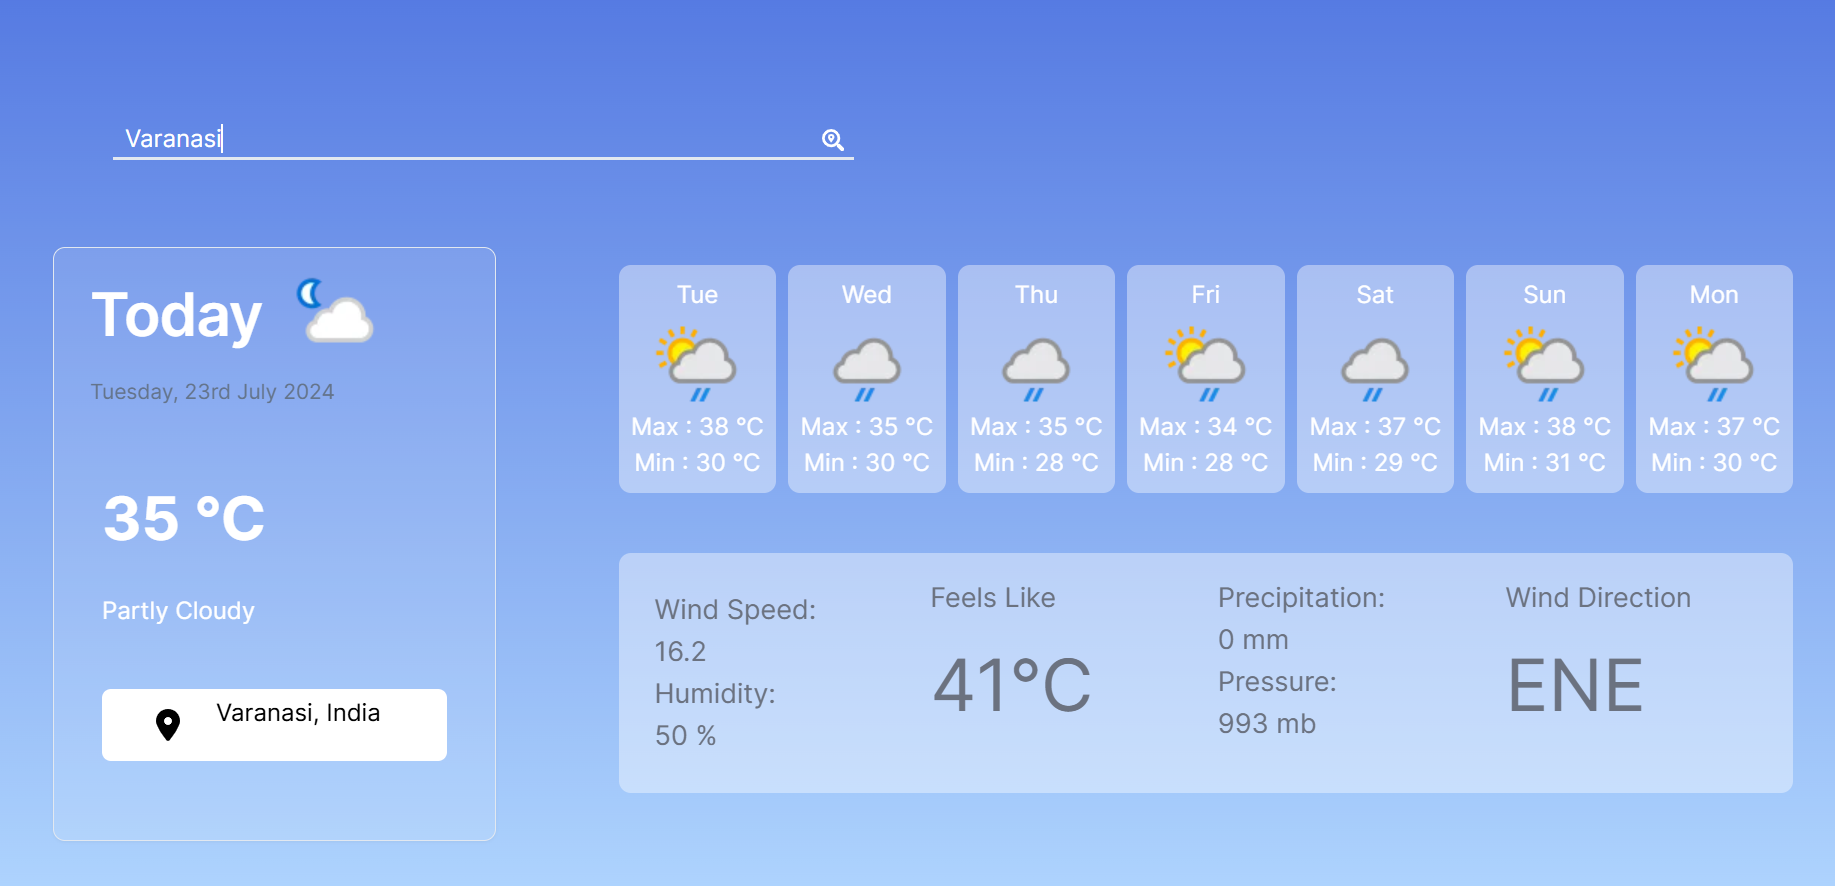 Varanasi
Today
Tuesday, 23rd July 2024
35 °C
Partly Cloudy
Varanasi, India
Tue
Max : 38 °C
Min : 30 °C
Wed
Max : 35 °C
Min : 30 °C
Thu
Max : 35 °C
Min : 28 °C
Fri
Max : 34 °C
Min : 28 °C
Sat
Max : 37 °C
Min : 29 °C
Sun
Max : 38 °C
Min : 31 °C
Mon
Max : 37 °C
Min : 30 °C
Wind Speed:
16.2
Humidity:
50 %
Feels Like
41°C
Precipitation:
0 mm
Pressure:
993 mb
Wind Direction
ENE